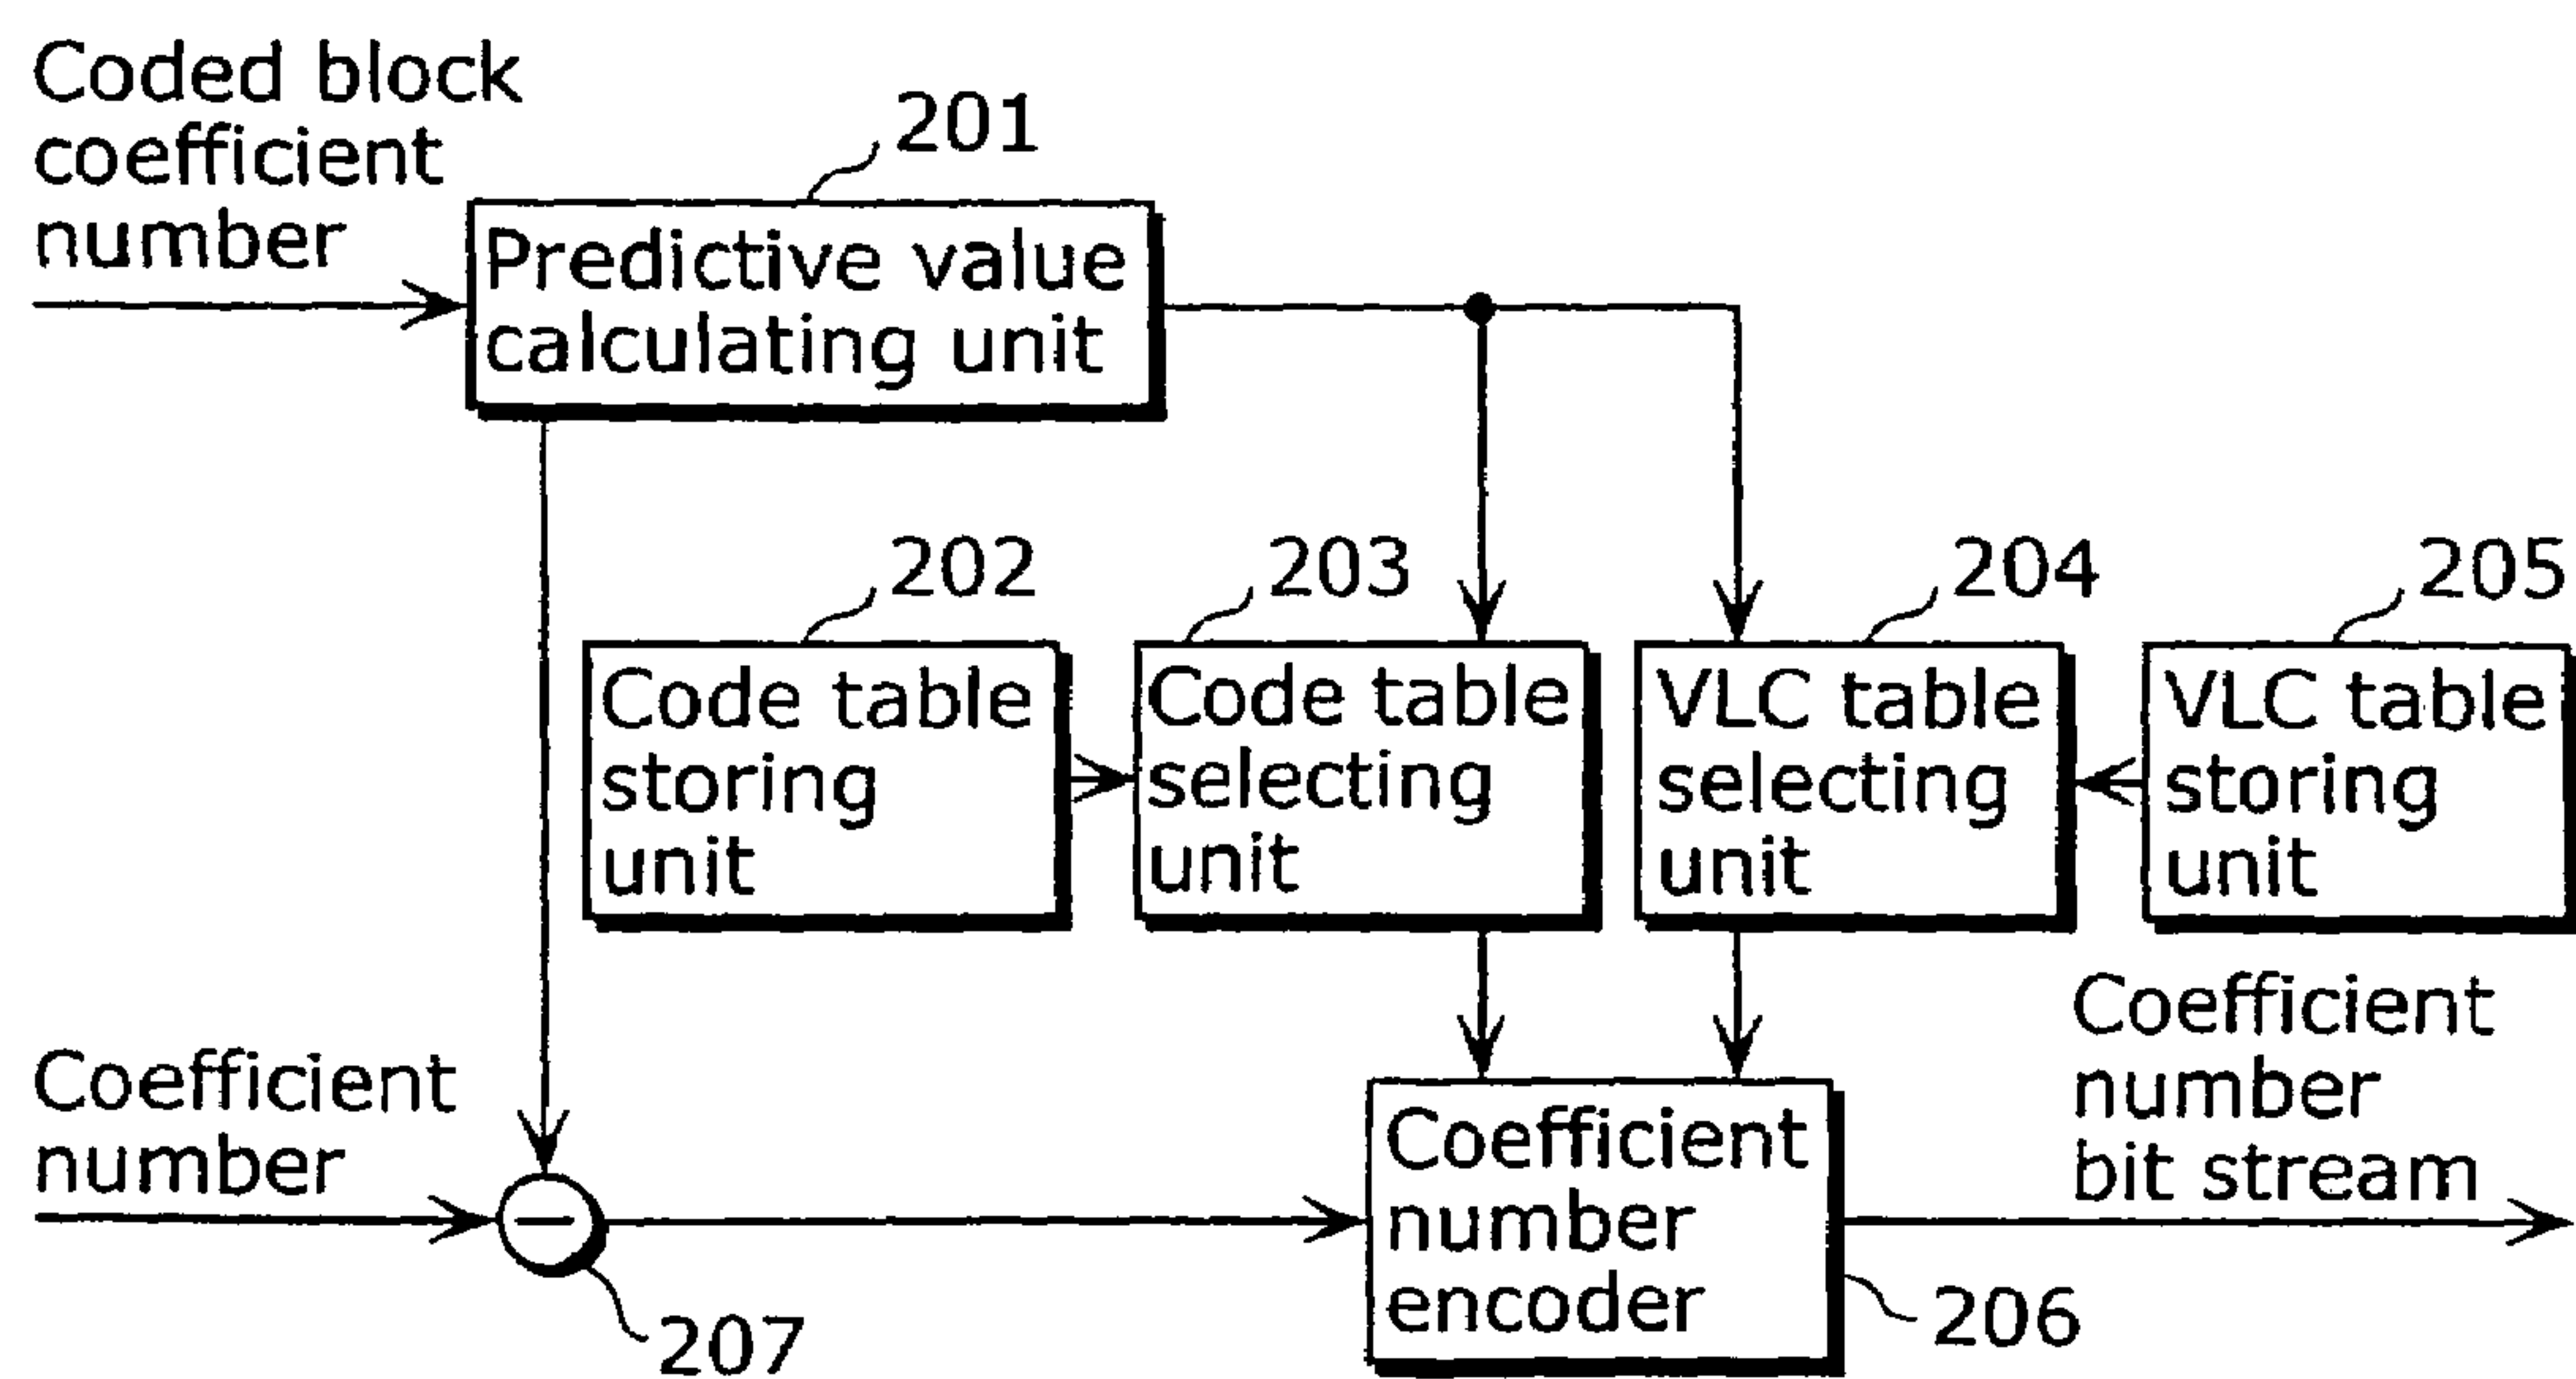 Coded block
coefficient
number
201
Predictive value
calculating unit
202
203
204
205
Code table
storing
unit
Code table
selecting
unit
VLC table
selecting
unit
VLC table
storing
unit
Coefficient
number
Coefficient
number
encoder
Coefficient
number
bit stream
207
206